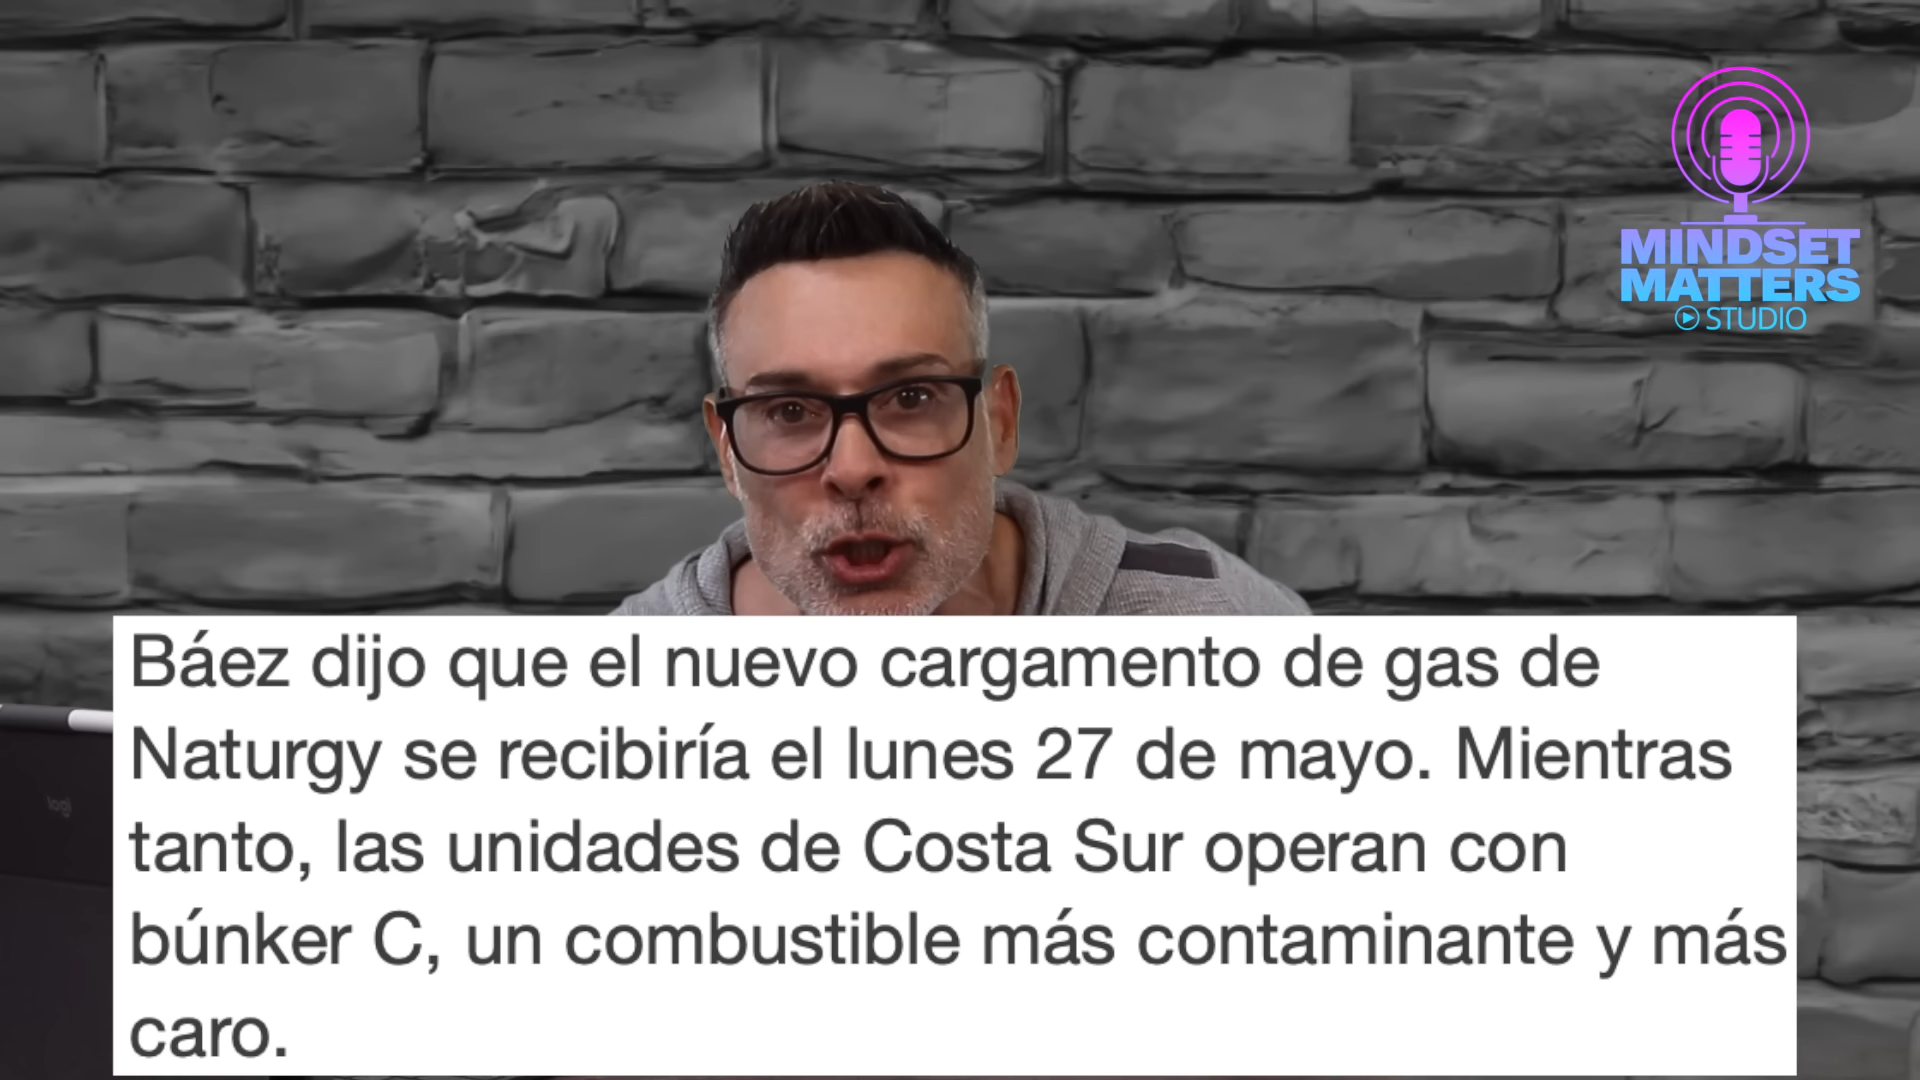 MINDSET
MATTERS
STUDIO
Báez dijo que el nuevo cargamento de gas de
Naturgy se recibiría el lunes 27 de mayo. Mientras
tanto, las unidades de Costa Sur operan con
búnker C, un combustible más contaminante y más
caro.
logi